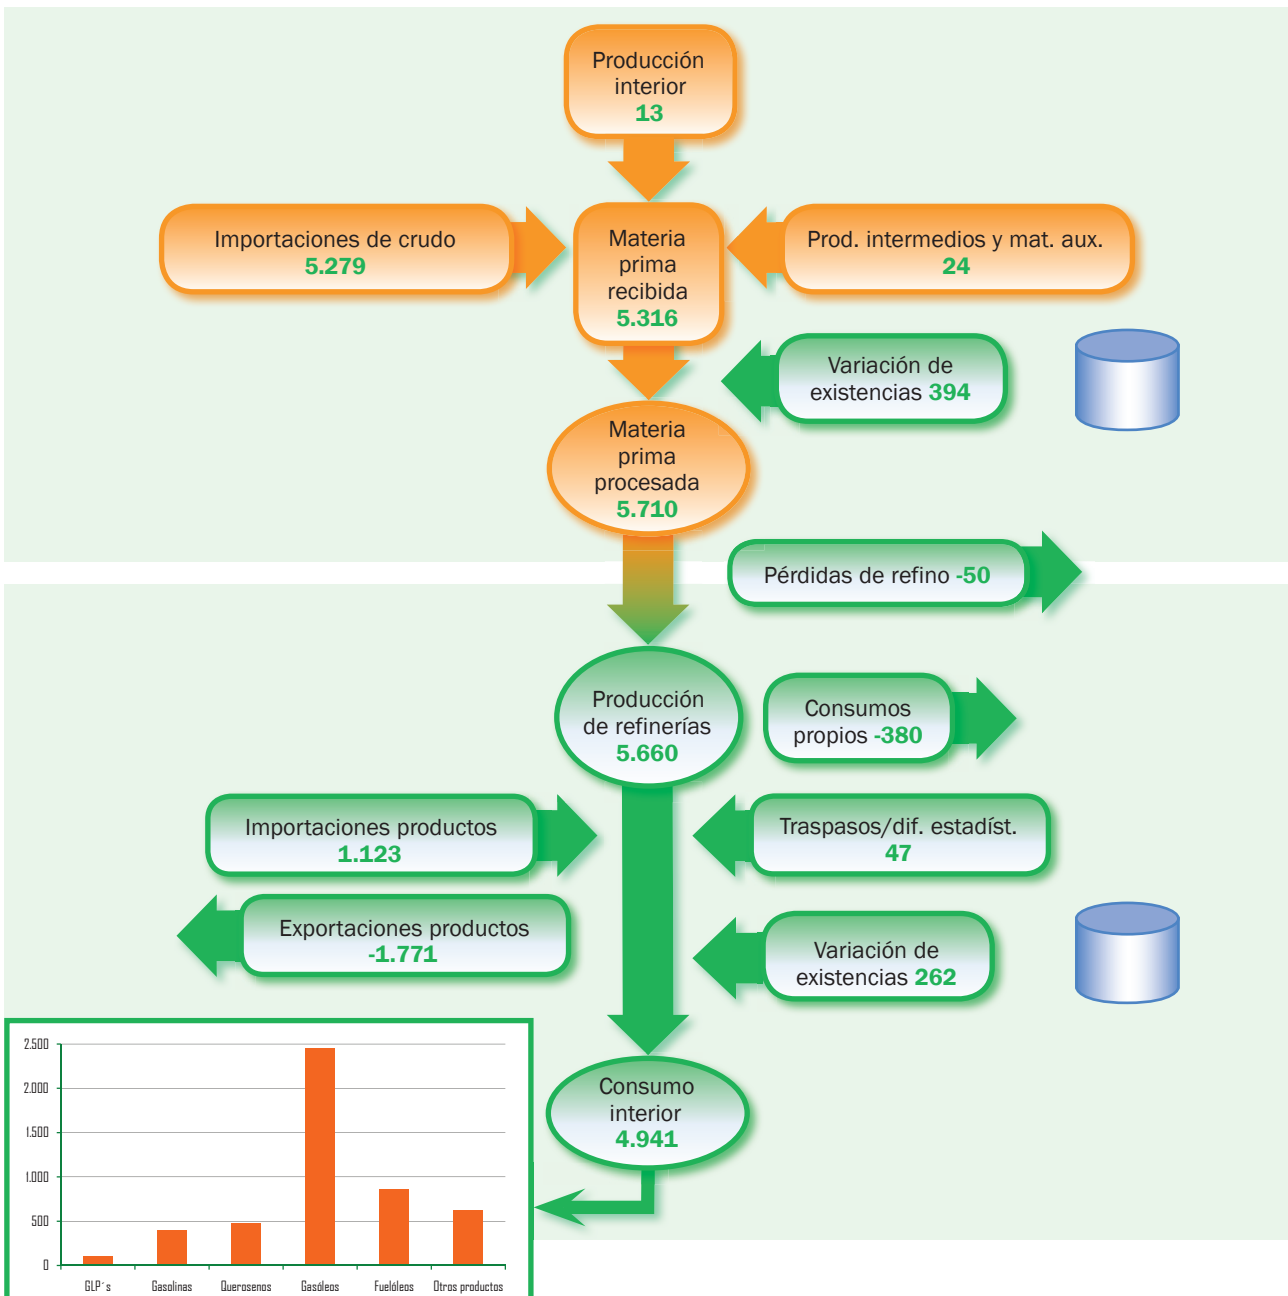 Producción
interior
13
Importaciones de crudo
5.279
Materia
prima
recibida
5.316
Prod. intermedios y mat. aux.
24
Variación de
existencias 394
Materia
prima
procesada
5.710
Pérdidas de refino -50
Producción
de refinerías
5.660
Consumos
propios -380
Importaciones productos
1.123
Traspasos/dif. estadíst.
47
Exportaciones productos
-1.771
Variación de
existencias 262
Consumo
interior
4.941
2.500
2.000
1.500
1.000
500
0
GLP´s Gasolinas Querosenos Gasóleos Fuelóleos Otros productos